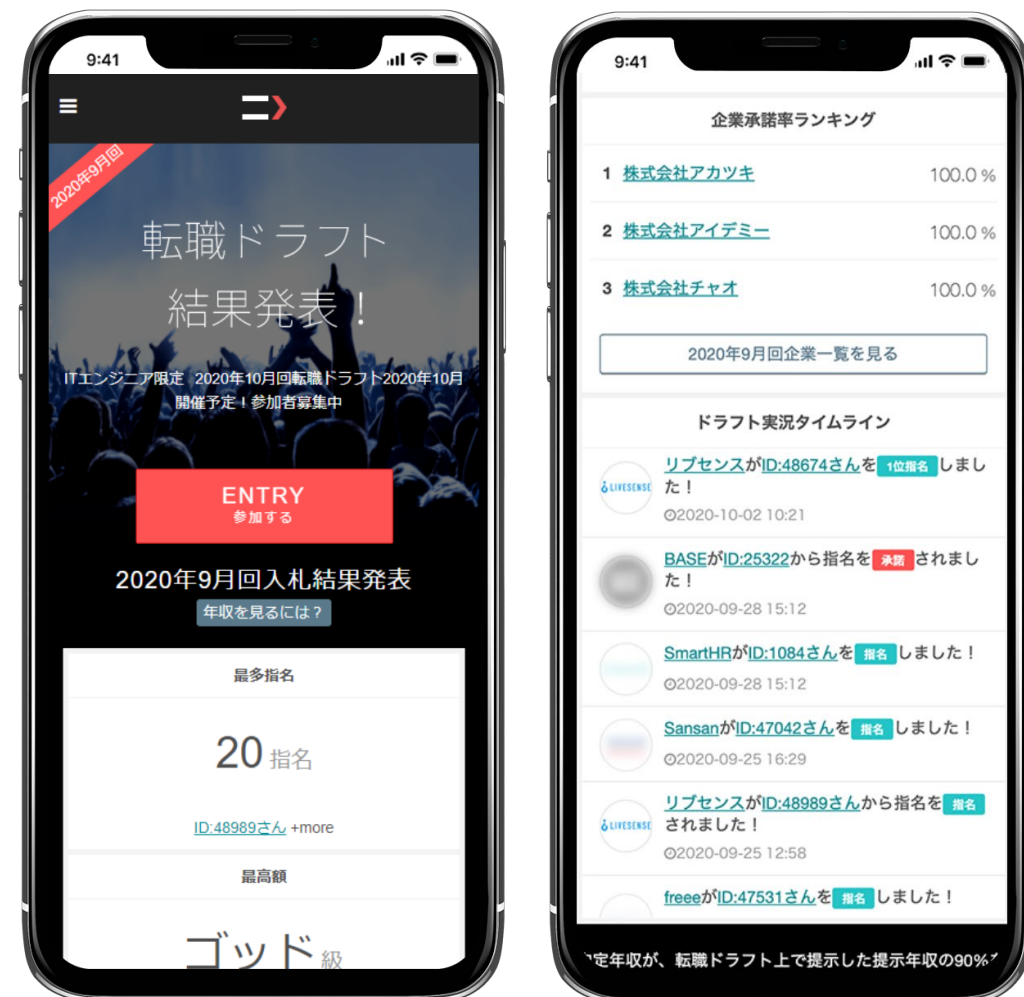 9:41
2020年9月回
転職ドラフト
結果発表！
ITエンジニア限定 2020年10月回転職ドラフト2020年10月
開催予定！参加者募集中
ENTRY
参加する
2020年9月回入札結果発表
年収を見るには？
最多指名
20 指名
ID:48989さん +more
最高額
ゴッド級
9:41
企業承諾率ランキング
1 株式会社アカツキ 100.0 %
2 株式会社アイデミー 100.0 %
3 株式会社チャオ 100.0 %
2020年9月回企業一覧を見る
ドラフト実況タイムライン
LIVESENSE
リブセンスがID:48674さんを 1位指名 しまし
た！
2020-10-02 10:21
BASEがID:25322から指名を 承諾 されまし
た！
2020-09-28 15:12
SmartHRがID:1084さんを 指名 しました！
2020-09-28 15:12
SansanがID:47042さんを 指名 しました！
2020-09-25 16:29
LIVESENSE
リブセンスがID:48989さんから指名を 指名
されました！
2020-09-25 12:58
freeeがID:47531さんを 指名 しました！
定年収が、転職ドラフト上で提示した提示年収の90%